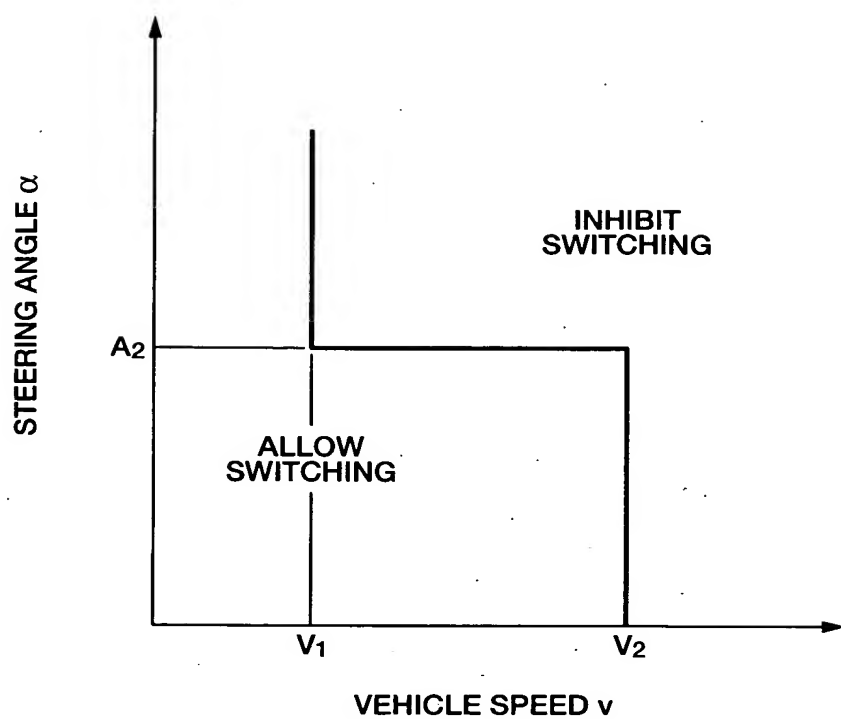 STEERING ANGLE α
INHIBIT
SWITCHING
A2
ALLOW
SWITCHING
V1
V2
VEHICLE SPEED v